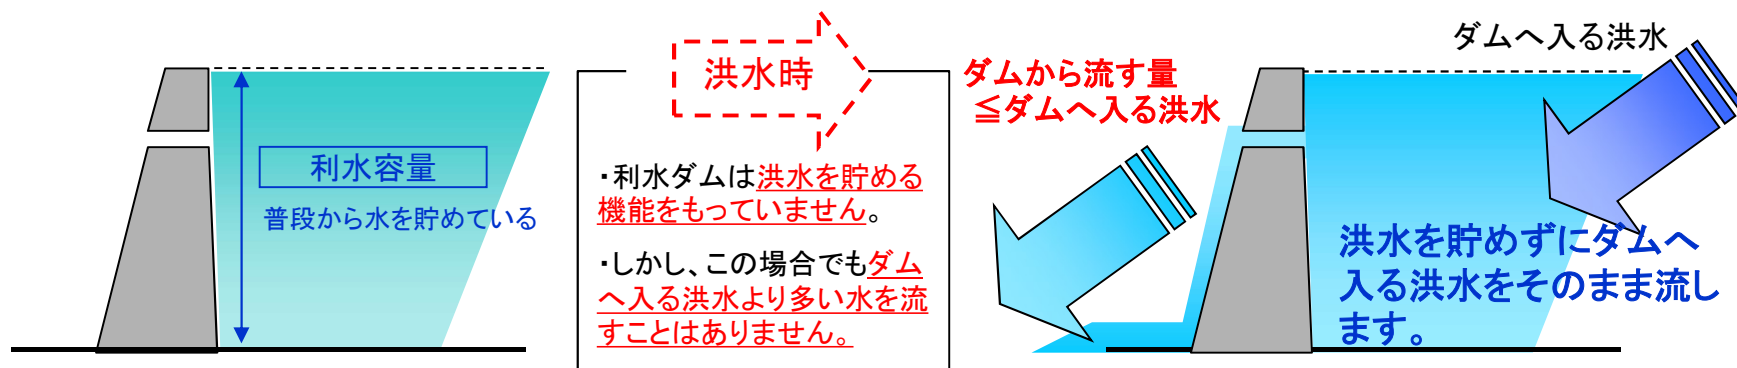 利水容量
普段から水を貯めている
洪水時
・利水ダムは洪水を貯める
機能をもっていません。
・しかし、この場合でもダム
へ入る洪水より多い水を流
すことはありません。
ダムから流す量
≦ダムへ入る洪水
ダムへ入る洪水
洪水を貯めずにダムへ
入る洪水をそのまま流し
ます。